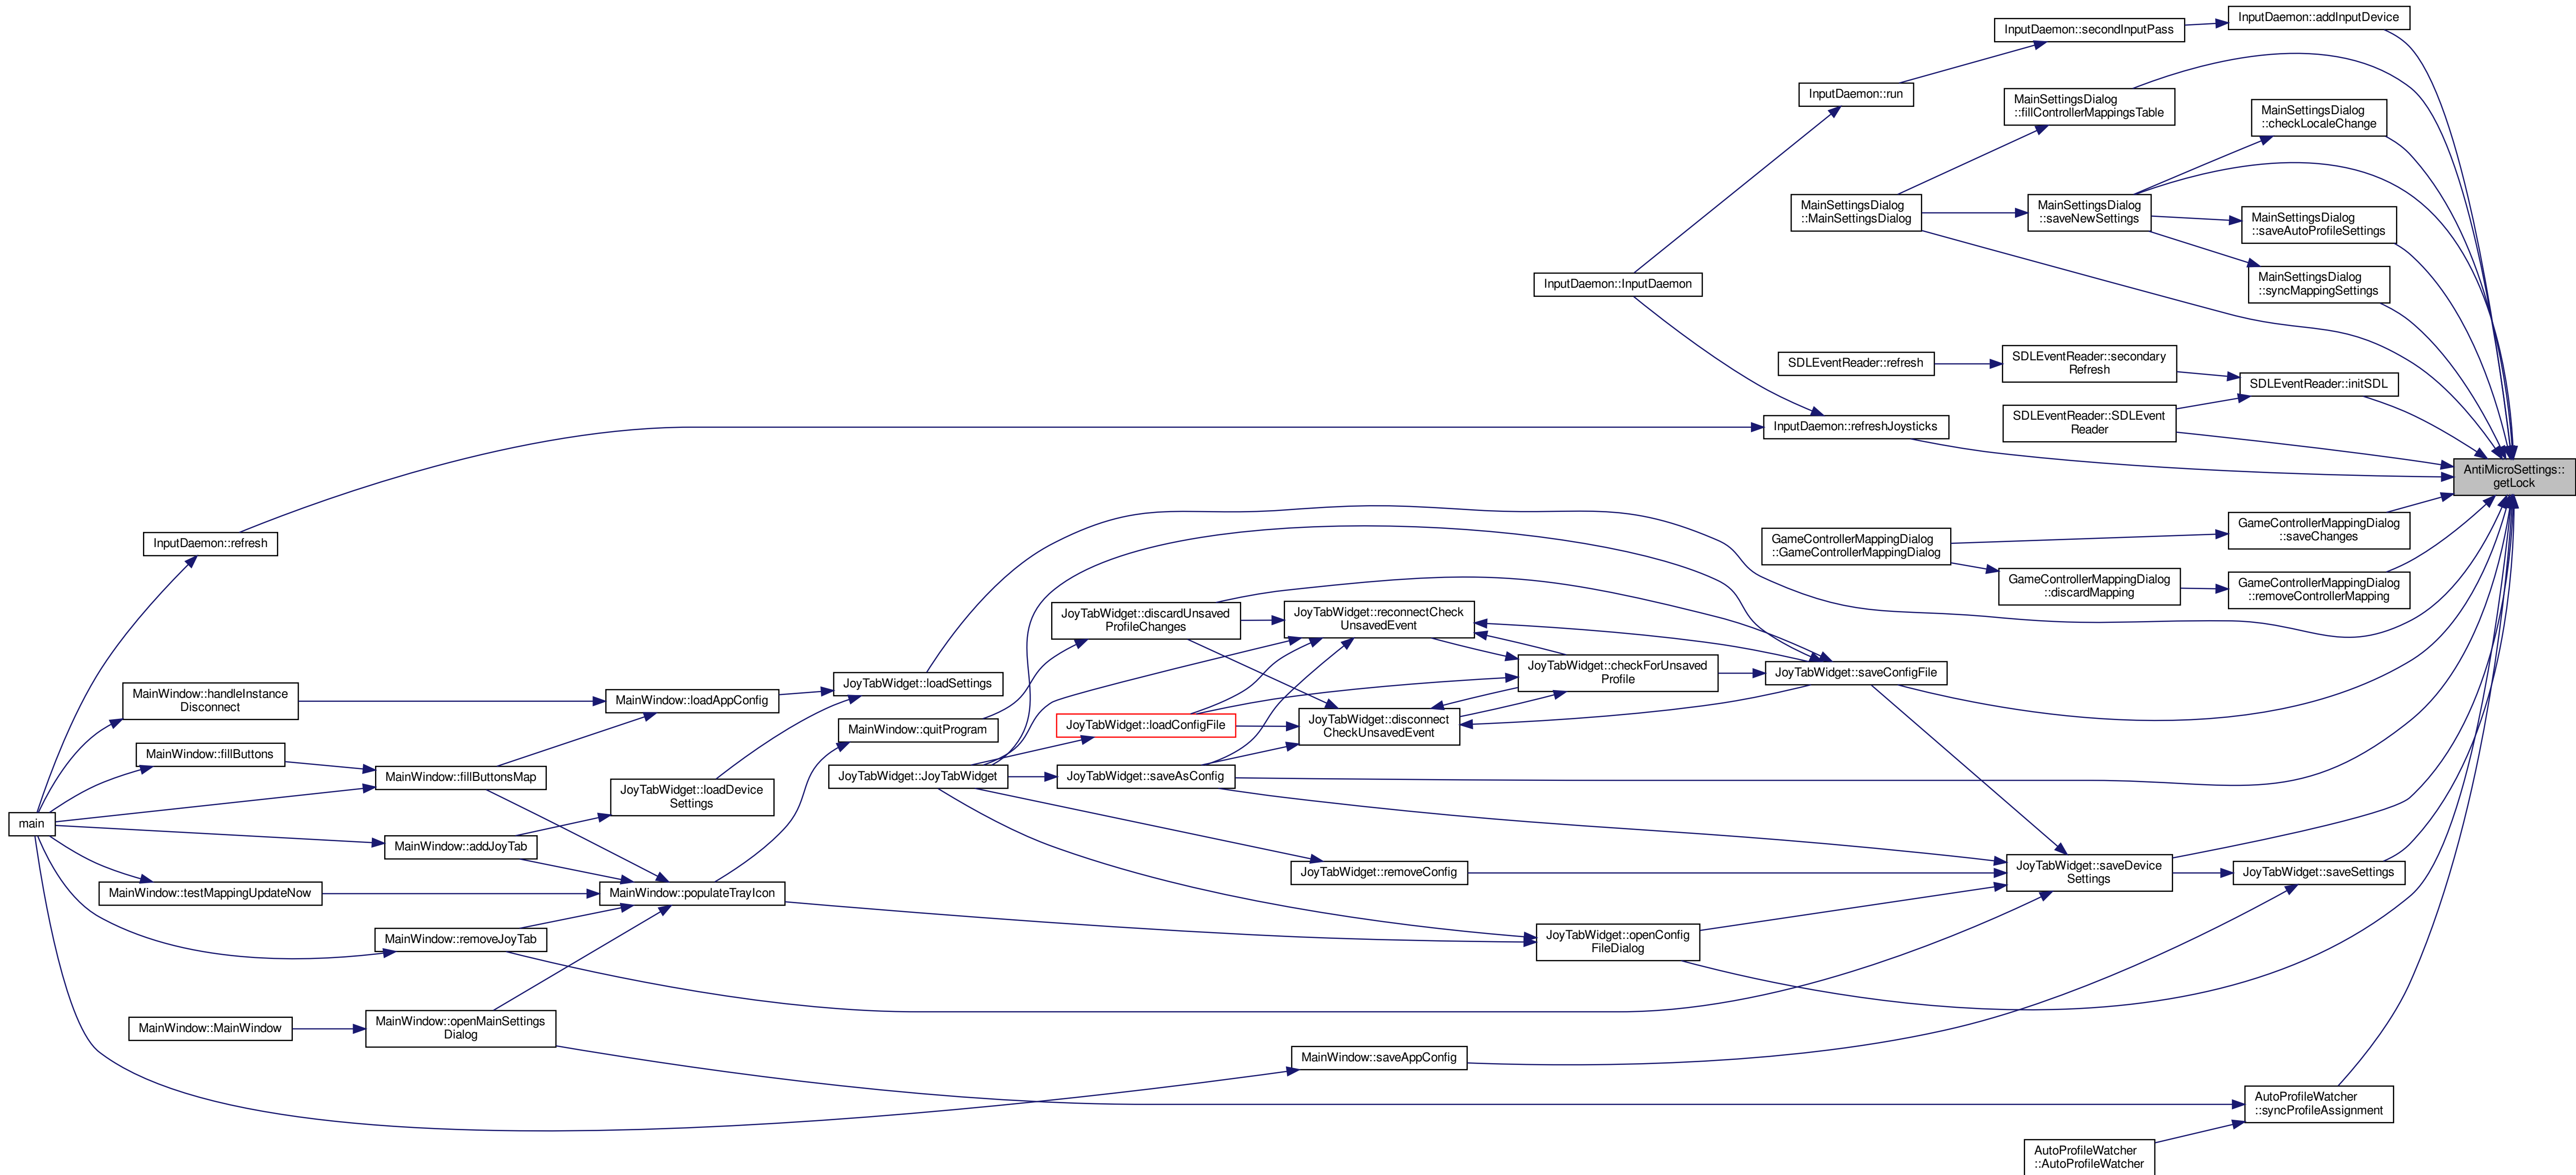 InputDaemon::addInputDevice
InputDaemon::secondInputPass
InputDaemon::run
MainSettingsDialog
::fillControllerMappingsTable
MainSettingsDialog
::checkLocaleChange
MainSettingsDialog
::MainSettingsDialog
MainSettingsDialog
::saveNewSettings
MainSettingsDialog
::saveAutoProfileSettings
MainSettingsDialog
::syncMappingSettings
InputDaemon::InputDaemon
SDLEventReader::refresh
SDLEventReader::secondary
Refresh
SDLEventReader::initSDL
SDLEventReader::SDLEvent
Reader
InputDaemon::refreshJoysticks
AntiMicroSettings::
getLock
InputDaemon::refresh
GameControllerMappingDialog
::GameControllerMappingDialog
GameControllerMappingDialog
::saveChanges
GameControllerMappingDialog
::discardMapping
GameControllerMappingDialog
::removeControllerMapping
JoyTabWidget::discardUnsaved
ProfileChanges
JoyTabWidget::reconnectCheck
UnsavedEvent
JoyTabWidget::checkForUnsaved
Profile
JoyTabWidget::saveConfigFile
JoyTabWidget::loadSettings
MainWindow::handleInstance
Disconnect
MainWindow::loadAppConfig
MainWindow::quitProgram
JoyTabWidget::loadConfigFile
JoyTabWidget::disconnect
CheckUnsavedEvent
MainWindow::fillButtons
MainWindow::fillButtonsMap
JoyTabWidget::JoyTabWidget
JoyTabWidget::saveAsConfig
JoyTabWidget::loadDevice
Settings
main
MainWindow::addJoyTab
MainWindow::testMappingUpdateNow
MainWindow::populateTrayIcon
JoyTabWidget::removeConfig
JoyTabWidget::saveDevice
Settings
JoyTabWidget::saveSettings
MainWindow::removeJoyTab
JoyTabWidget::openConfig
FileDialog
MainWindow::MainWindow
MainWindow::openMainSettings
Dialog
MainWindow::saveAppConfig
AutoProfileWatcher
::syncProfileAssignment
AutoProfileWatcher
::AutoProfileWatcher